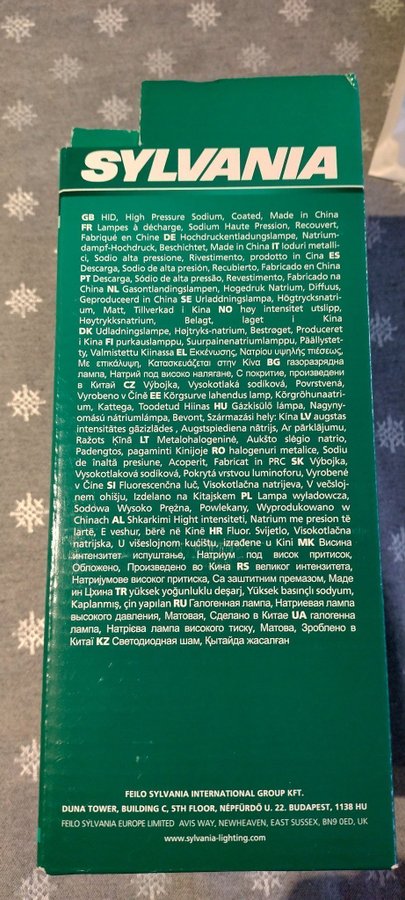 SYLVANIA
GB HID, High Pressure Sodium, Coated, Made in China
FR Lampes à décharge, Sodium Haute Pression, Recouvert,
Fabriqué en Chine DE Hochdruckentladungslampe, Natrium-
dampf-Hochdruck, Beschichtet, Made in China IT Ioduri metalli-
ci, Sodio alta pressione, Rivestimento, prodotto in Cina ES
Descarga, Sodio de alta presión, Recubierto, Fabricado en China
PT Descarga, Sódio de alta pressão, Revestimento, Fabricado na
China NL Gasontlandingslampen, Hogedruk Natrium, Diffuus,
Geproduceerd in China SE Urladdningslampa, Högtrycksnatri-
um, Matt, Tillverkad i Kina NO høy intensitet utslipp,
Høytrykksnatrium, Belagt, laget i Kina
DK Udladningslampe, Højtryks-natrium, Bestrøget, Produceret
i Kina FI purkauslamppu, Suurpainenatriumlamppu, Päällystet-
ty, Valmistettu Kiinassa EL Εκκένωσης, Νατρίου υψηλής πιέσεως,
Με επικάλυψη, Κατασκευάζεται στην Κίνα BG газоразрядна
лампа, Натрий под високо налягане, С покритие, произведени
в Китай CZ Výbojka, Vysokotlaká sodíková, Povrstvená,
Vyrobeno v Číně EE Kõrgsurve lahendus lamp, Kõrgrõhunaatri-
um, Kattega, Toodetud Hiinas HU Gázkisülő lámpa, Nagyny-
omású nátriumlámpa, Bevont, Származási hely: Kína LV augstas
intensitātes gāzizlādes, Augstspiediena nātrijs, Ar pārklājumu,
Ražots Ķīnā LT Metalohalogeninė, Aukšto slėgio natrio,
Padengtos, pagaminti Kinijoje RO halogenuri metalice, Sodiu
de înaltă presiune, Acoperit, Fabricat in PRC SK Výbojka,
Vysokotlaková sodíková, Pokytá vrstvou luminoforu, Vyrobené
v Číne SI Fluorescenčna luč, Visokotlačna natrijeva, V večsloj-
nem ohišju, Izdelano na Kitajskem PL Lampa wyladowcza,
Sodowa Wysoko Prężna, Powlekany, Wyprodukowano w
Chinach AL Shkarkimi Hight intensiteti, Natrium me presion të
lartë, E veshur, bërë në Kinë HR Fluor. Svijetlo, Visokotlačna
natrijska, U višeslojnom kućištu, izrađene u Kini MK Висина
интензитет испуштање, Натриум под висок притисок,
Обложено, Произведено во Кина RS великог интензитета,
Натријумове високог притиска, Са заштитним премазом, Маде
ин Цхина TR yüksek yoğunluklu deşarj, Yüksek basınçlı sodyum,
Kaplanmış, çin yapılan RU Галогенная лампа, Натриевая лампа
высокого давления, Матовая, Сделано в Китае UA галогенна
лампа, Натрієва лампа високого тиску, Матова, Зроблено в
Китаї KZ Светодиодная шам, Қытайда жасалған
FEILO SYLVANIA INTERNATIONAL GROUP KFT.
DUNA TOWER, BUILDING C, 5TH FLOOR, NÉPFÜRDŐ U. 22. BUDAPEST, 1138 HU
FEILO SYLVANIA EUROPE LIMITED AVIS WAY, NEWHEAVEN, EAST SUSSEX, BN9 0ED, UK
www.sylvania-lighting.com